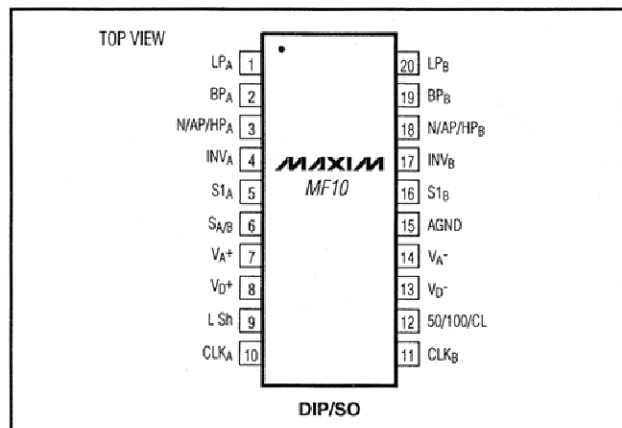 TOP VIEW
LPA 1
BPA 2
N/AP/HPA 3
INVA 4
S1A 5
SA/B 6
VA+ 7
VD+ 8
L Sh 9
CLKA 10
MAXIM
MF10
20 LPB
19 BPB
18 N/AP/HPB
17 INVB
16 S1B
15 AGND
14 VA-
13 VD-
12 50/100/CL
11 CLKB
DIP/SO